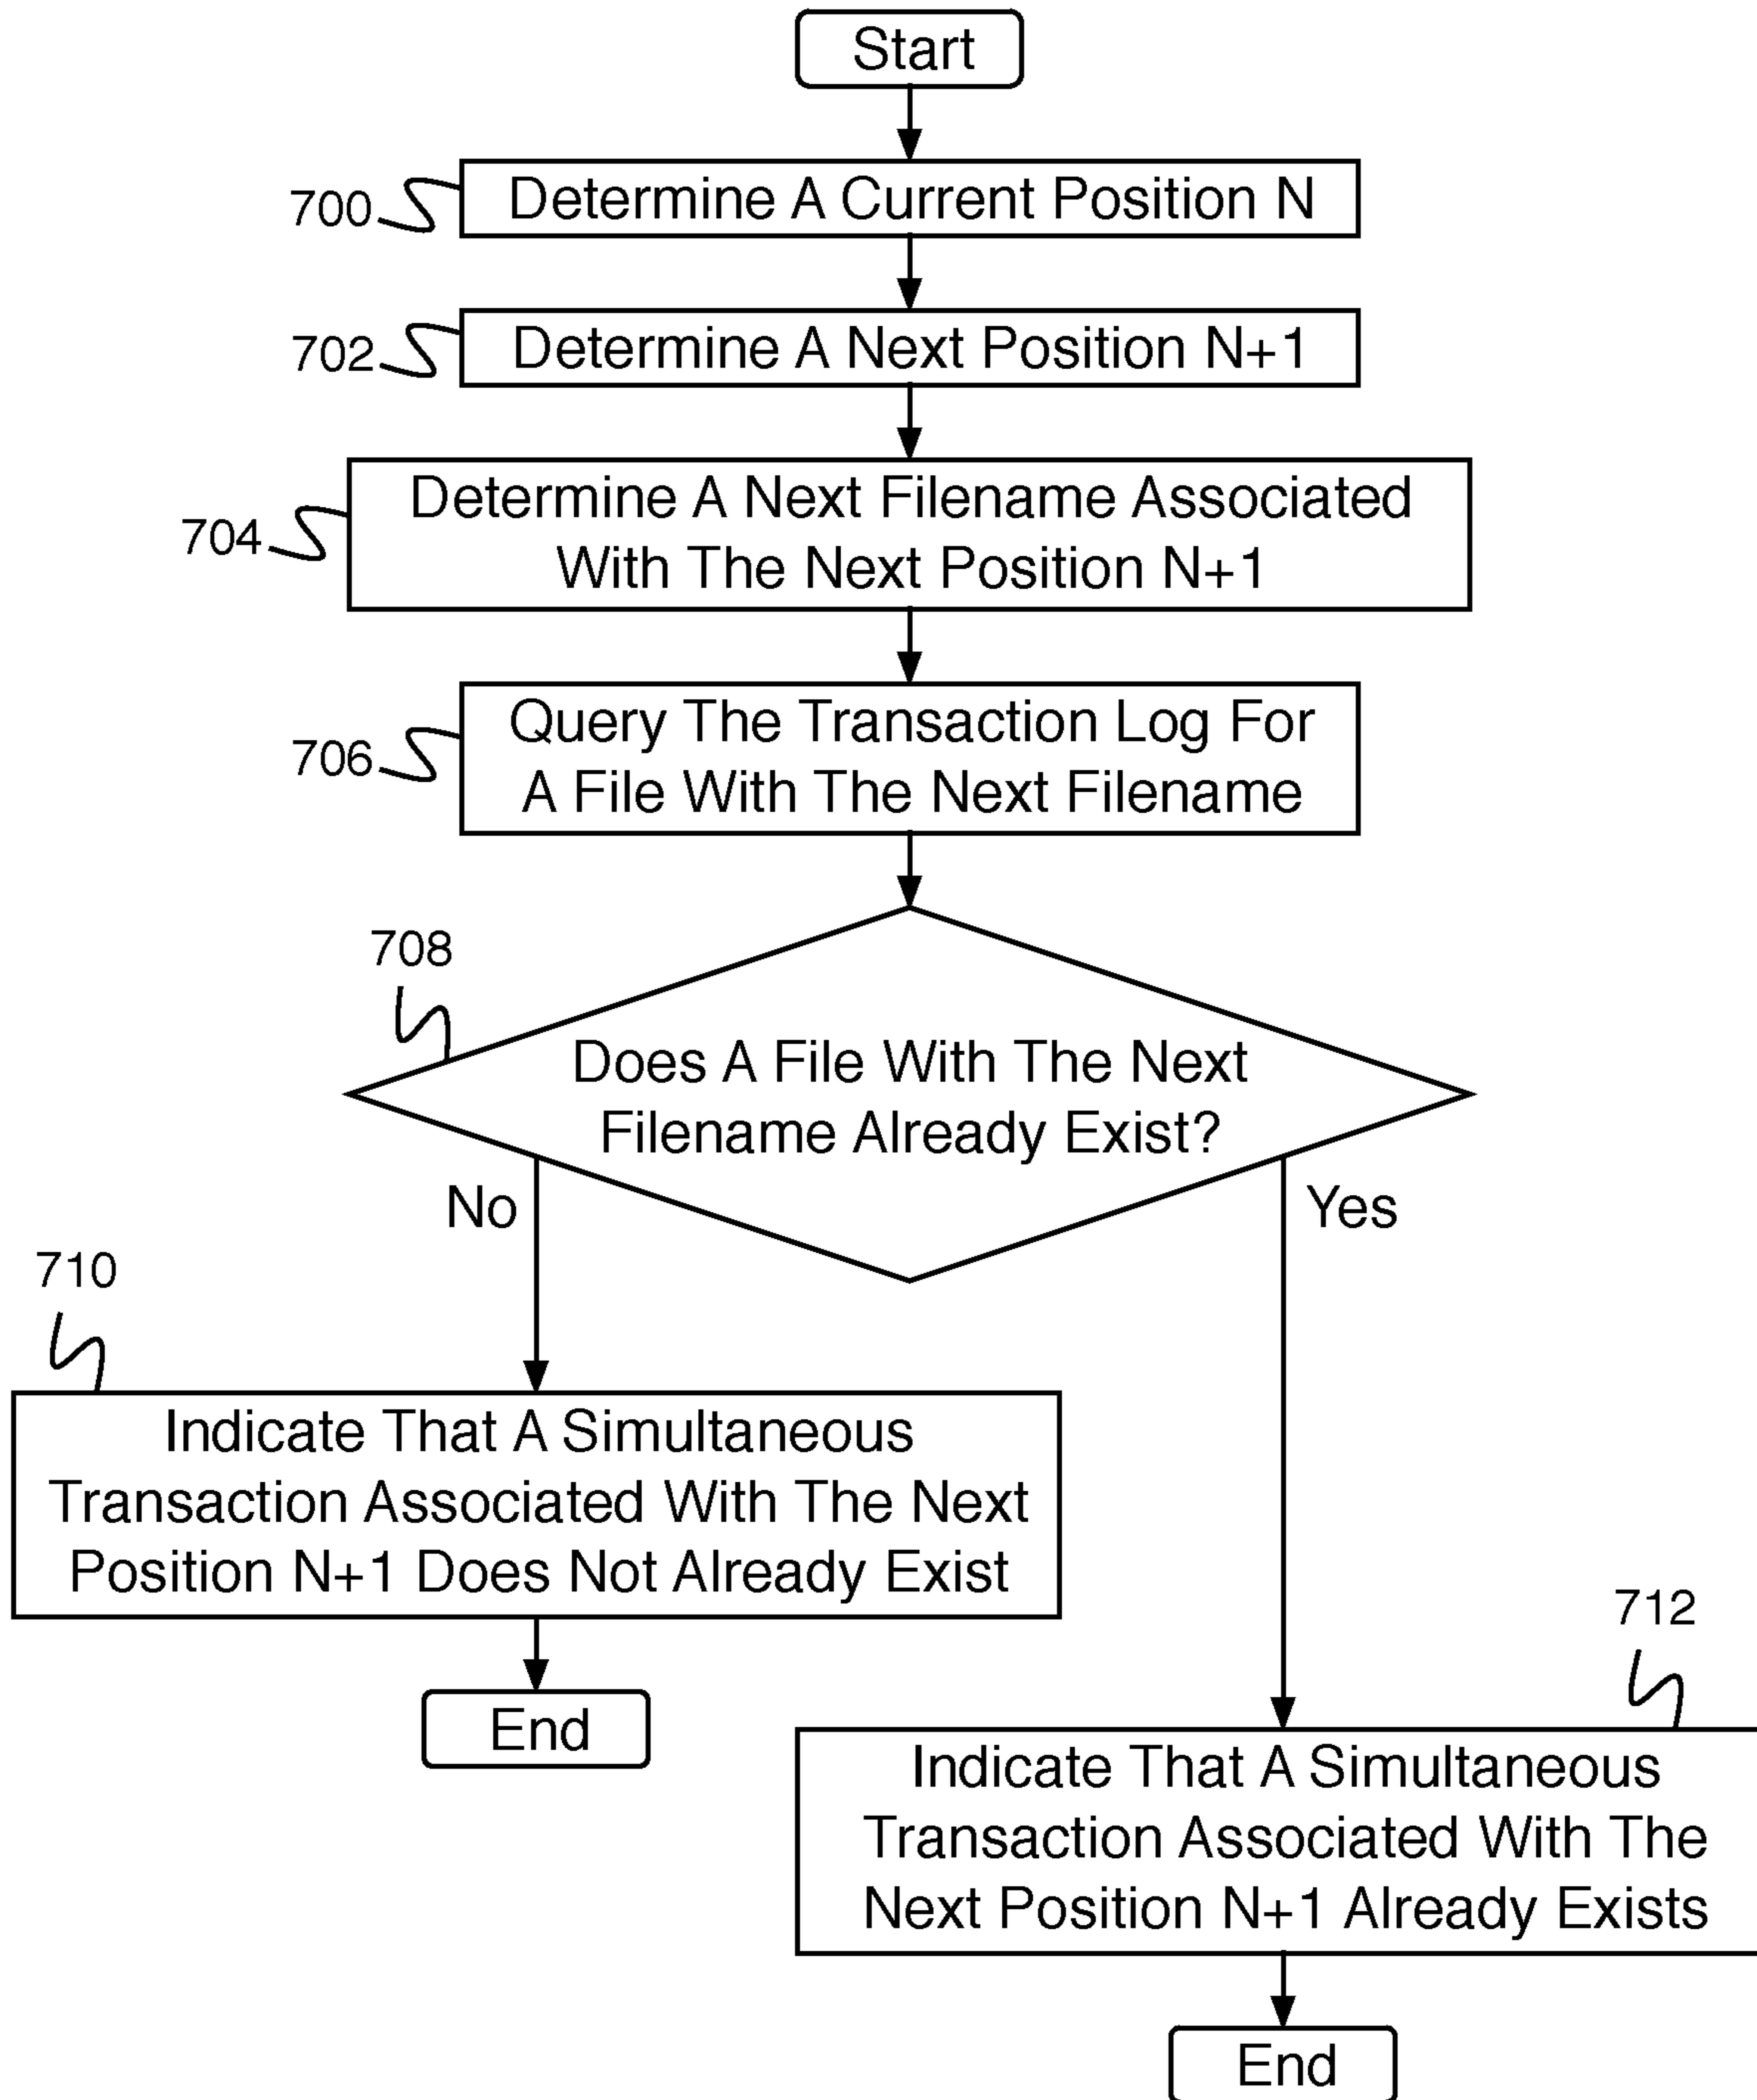 Start
700
Determine A Current Position N
702
Determine A Next Position N+1
704
Determine A Next Filename Associated
With The Next Position N+1
706
Query The Transaction Log For
A File With The Next Filename
708
Does A File With The Next
Filename Already Exist?
No
Yes
710
Indicate That A Simultaneous
Transaction Associated With The Next
Position N+1 Does Not Already Exist
End
712
Indicate That A Simultaneous
Transaction Associated With The
Next Position N+1 Already Exists
End